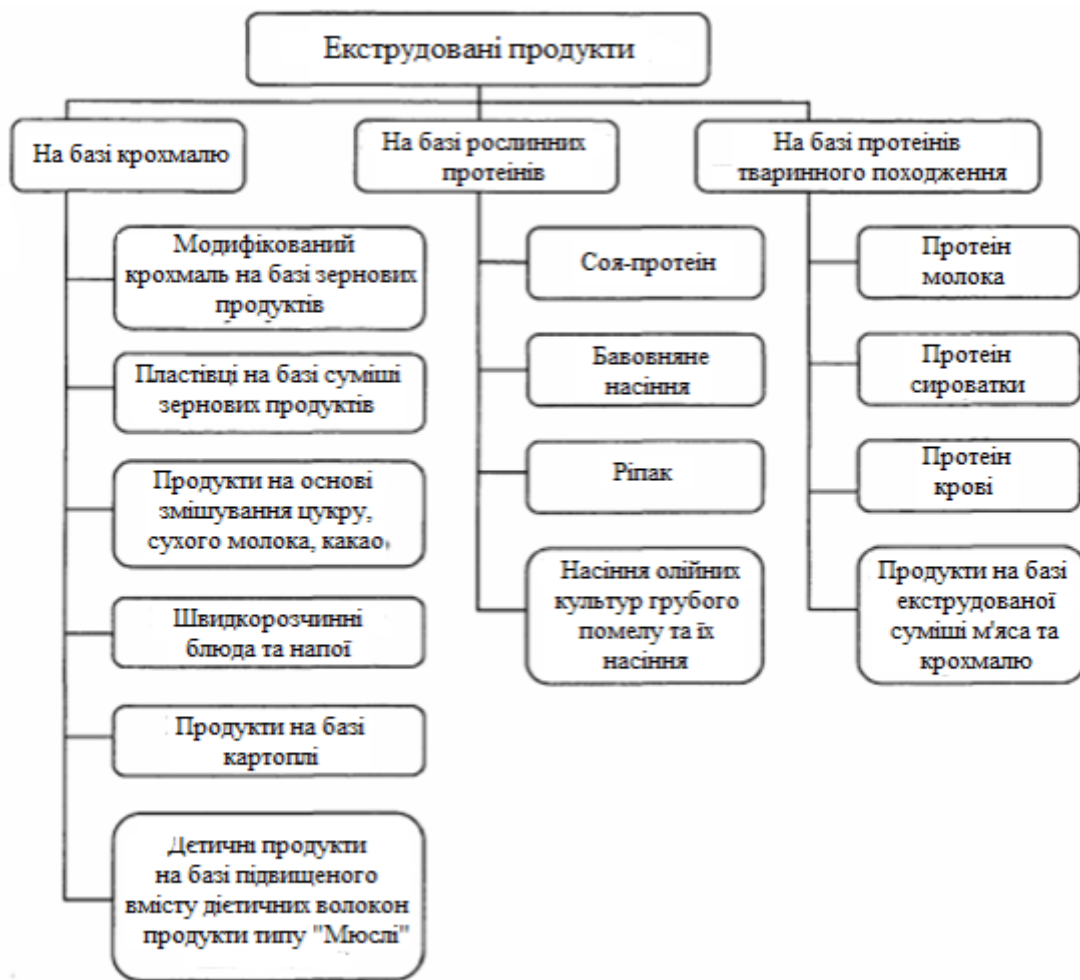 Екструдовані продукти
На базі крохмалю
На базі рослинних
протеінів
На базі протеінів
тваринного походження
Модифікований
крохмаль на базі зернових
продуктів
Пластівці на базі суміші
зернових продуктів
Продукти на основі
змішування цукру,
сухого молока, какао,
Швидкорозчинні
блюда та напої
Продукти на базі
картоплі
Дєтичні продукти
на базі підвищеного
вмісту дієтичних волокон
продукти типу "Мюслі"
Соя-протеін
Бавовняне
насіння
Ріпак
Насіння олійних
культур грубого
помелу та їх
насіння
Протеін
молока
Протеін
сироватки
Протеін
крові
Продукти на базі
екструдованої
суміші м'яса та
крохмалю